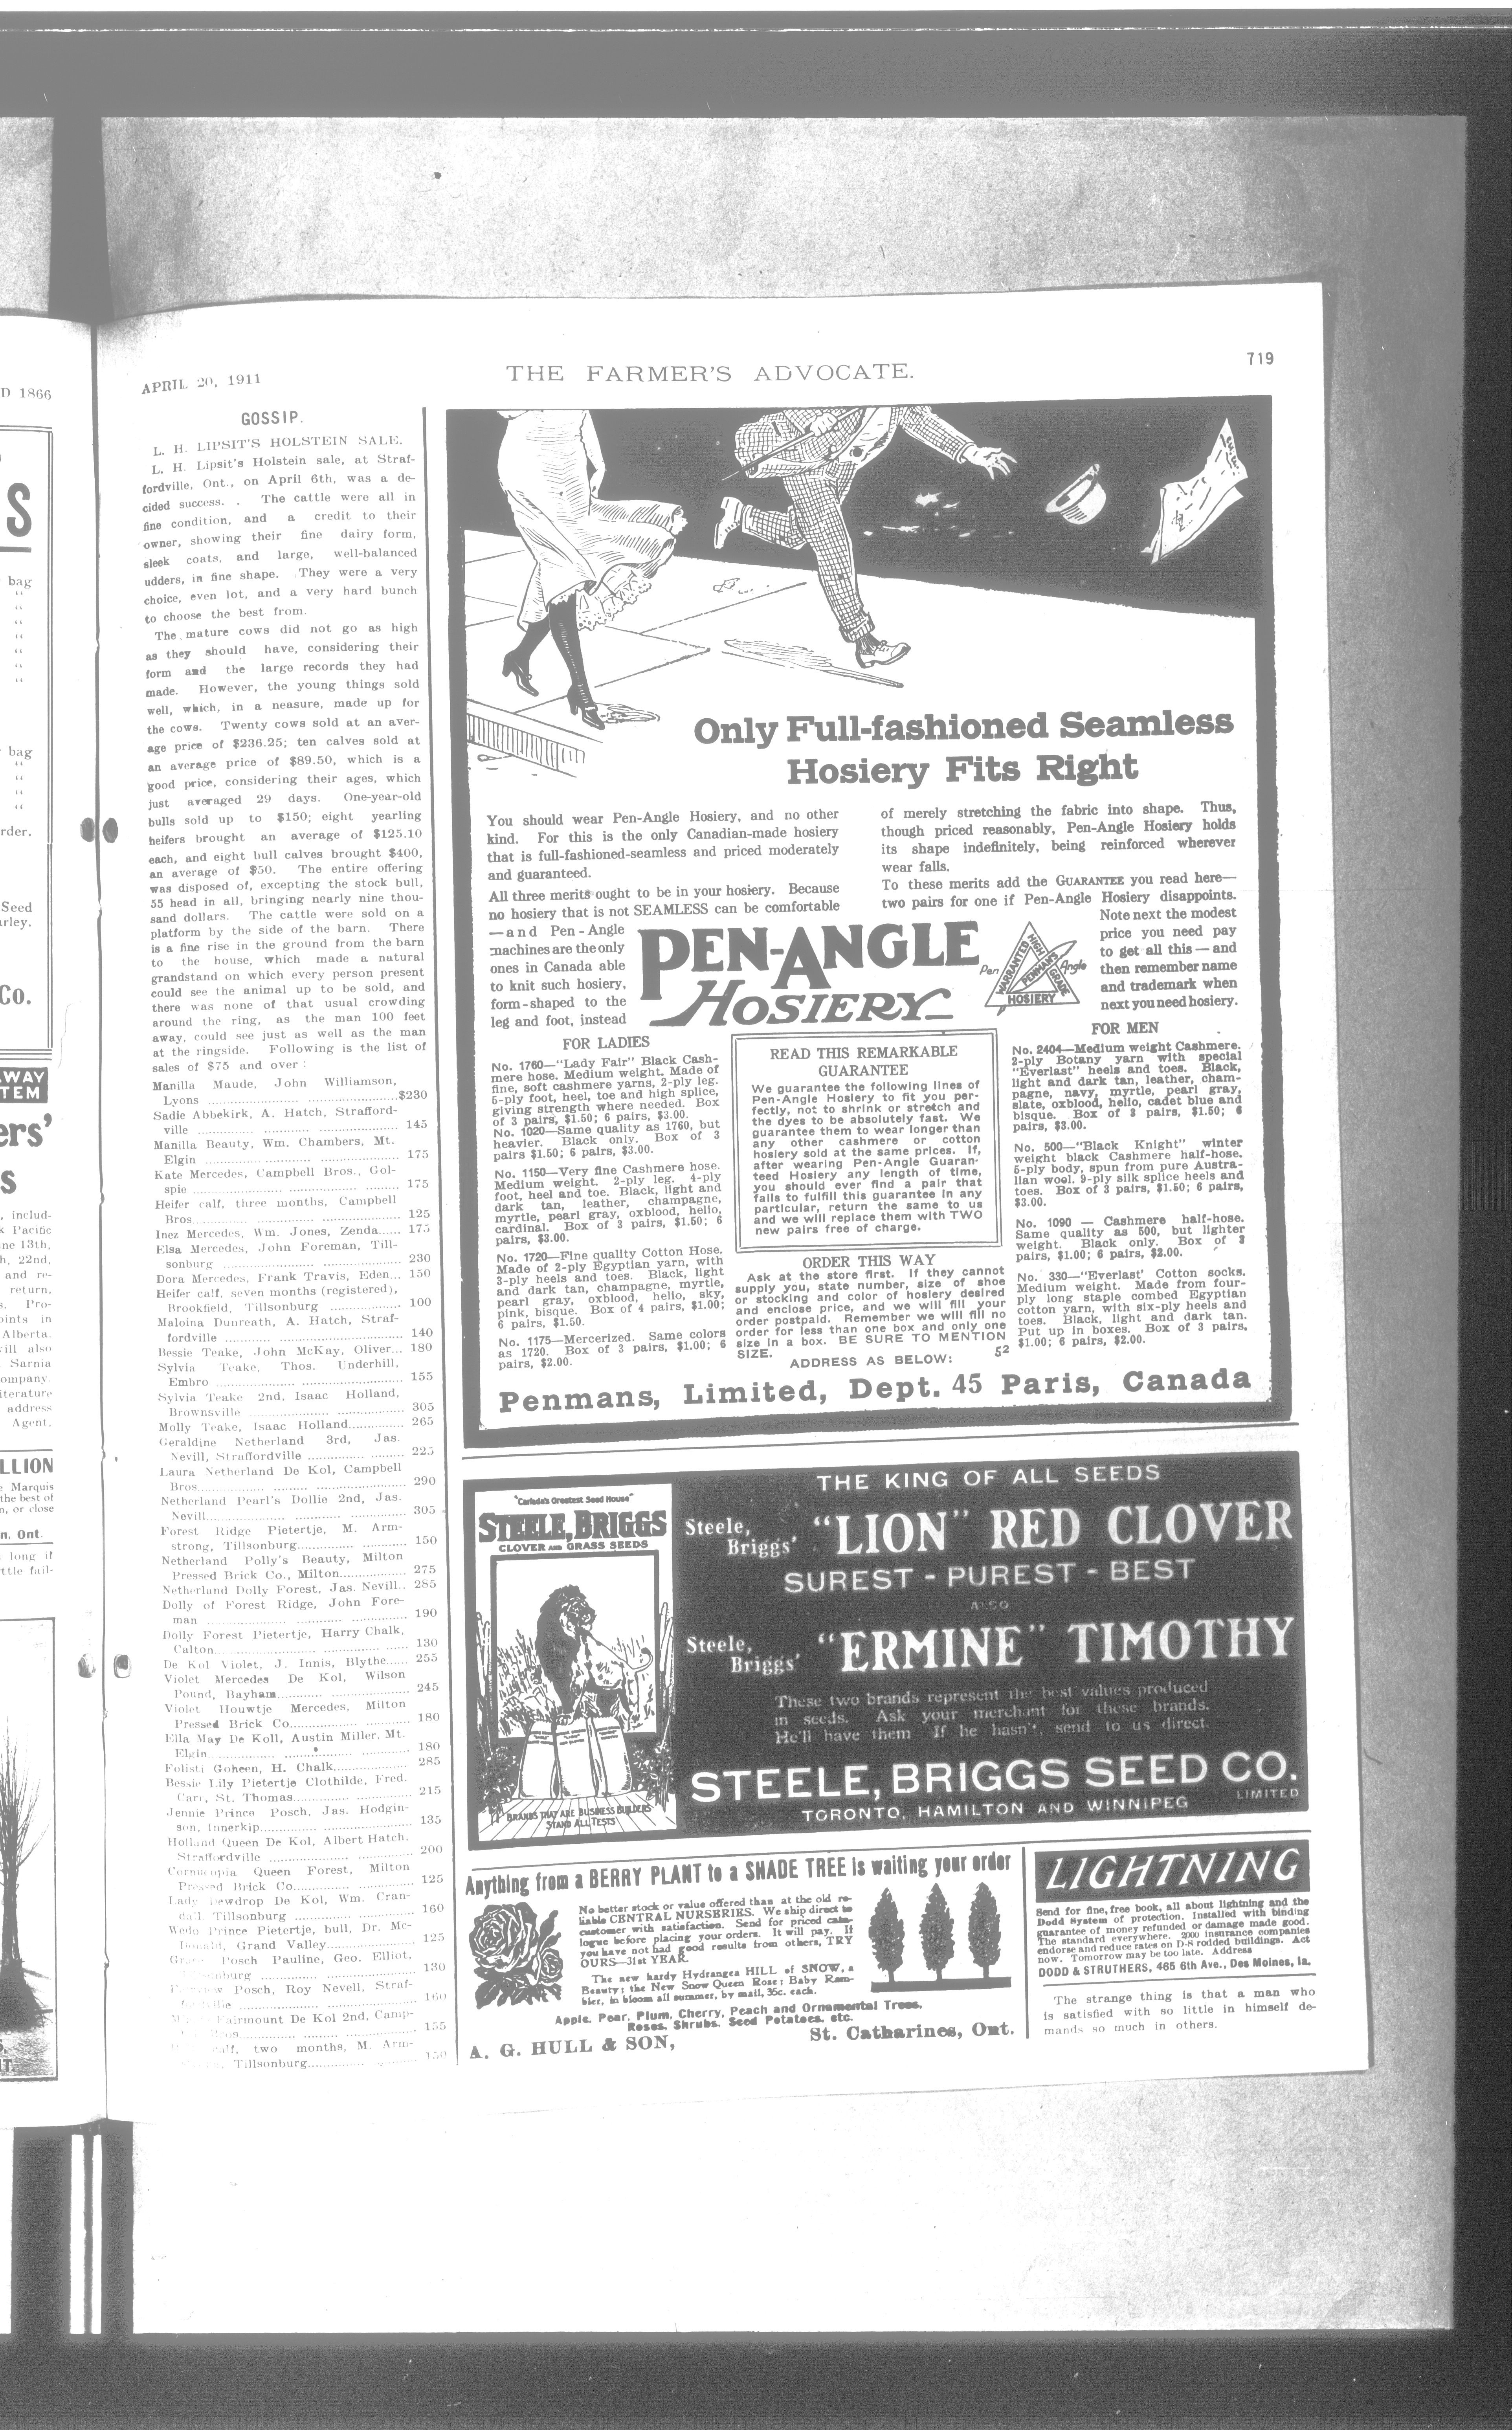 D 1866
S
bag
bag
rder.
Seed
arley.
Co.
WAY
TEM
ers'
s
, includ-
k Pacific
ne 13th,
h, 22nd,
and re-
return,
s. Pro-
oints in
Alberta.
vill also
Sarnia
ompany.
iterature
address
Agent,
LLION
e Marquis
the best of
n, or close
n, Ont.
long if
ttle fail-
APRIL 20, 1911
THE FARMER'S ADVOCATE.
719
GOSSIP.
L. H. LIPSIT'S HOLSTEIN SALE.
L. H. Lipsit's Holstein sale, at Straf-
fordville, Ont., on April 6th, was a de-
cided success. . The cattle were all in
fine condition, and a credit to their
owner, showing their fine dairy form,
sleek coats, and large, well-balanced
udders, in fine shape. They were a very
choice, even lot, and a very hard bunch
to choose the best from.
The mature cows did not go as high
as they should have, considering their
form and the large records they had
made. However, the young things sold
well, which, in a neasure, made up for
the cows. Twenty cows sold at an aver-
age price of $236.25; ten calves sold at
an average price of $89.50, which is a
good price, considering their ages, which
just averaged 29 days. One-year-old
bulls sold up to $150; eight yearling
heifers brought an average of $125.10
each, and eight bull calves brought $400,
an average of $50. The entire offering
was disposed of, excepting the stock bull,
55 head in all, bringing nearly nine thou-
sand dollars. The cattle were sold on a
platform by the side of the barn. There
is a fine rise in the ground from the barn
to the house, which made a natural
grandstand on which every person present
could see the animal up to be sold, and
there was none of that usual crowding
around the ring, as the man 100 feet
away, could see just as well as the man
at the ringside. Following is the list of
sales of $75 and over :
Manilla Maude, John Williamson,
Lyons ........ $230
Sadie Abbekirk, A. Hatch, Strafford-
ville ........ 145
Manilla Beauty, Wm. Chambers, Mt.
Elgin ........ 175
Kate Mercedes, Campbell Bros., Gol-
spie ........ 175
Heifer calf, three months, Campbell
Bros........ 125
Inez Mercedes, Wm. Jones, Zenda...... 175
Elsa Mercedes, John Foreman, Till-
sonburg ........ 230
Dora Mercedes, Frank Travis, Eden... 150
Heifer calf, seven months (registered),
Brookfield, Tillsonburg ........ 100
Maloina Dunreath, A. Hatch, Straf-
fordville ........ 140
Bessie Teake, John McKay, Oliver... 180
Sylvia Teake, Thos. Underhill,
Embro ........ 155
Sylvia Teake 2nd, Isaac Holland,
Brownsville ........ 305
Molly Teake, Isaac Holland........ 265
Geraldine Netherland 3rd, Jas.
Nevill, Straffordville ........ 225
Laura Netherland De Kol, Campbell
Bros........ 290
Netherland Pearl's Dollie 2nd, Jas.
Nevill........ 305
Forest Ridge Pietertje, M. Arm-
strong, Tillsonburg........ 150
Netherland Polly's Beauty, Milton
Pressed Brick Co., Milton........ 275
Netherland Dolly Forest, Jas. Nevill.. 285
Dolly of Forest Ridge, John Fore-
man ........ 190
Dolly Forest Pietertje, Harry Chalk,
Calton........ 130
De Kol Violet, J. Innis, Blythe...... 255
Violet Mercedes De Kol, Wilson
Pound, Bayham........ 245
Violet Houwtje Mercedes, Milton
Pressed Brick Co........ 180
Ella May De Koll, Austin Miller, Mt.
Elgin........ 180
Folisti Goheen, H. Chalk........ 285
Bessie Lily Pietertje Clothilde, Fred.
Carr, St. Thomas........ 215
Jennie Prince Posch, Jas. Hodgin-
son, Innerkip........ 135
Holland Queen De Kol, Albert Hatch,
Straffordville ........ 200
Cornucopia Queen Forest, Milton
Pressed Brick Co........ 125
Lady Dewdrop De Kol, Wm. Cran-
dall, Tillsonburg ........ 160
Wedo Prince Pietertje, bull, Dr. Mc-
Donald, Grand Valley........ 125
Posch Pauline, Geo. Elliot,
........ 130
Posch, Roy Nevell, Straf-
........ 160
Fairmount De Kol 2nd, Camp-
Bros........ 155
calf, two months, M. Arm-
Tillsonburg........ 150
Only Full-fashioned Seamless
Hosiery Fits Right
You should wear Pen-Angle Hosiery, and no other
kind. For this is the only Canadian-made hosiery
that is full-fashioned-seamless and priced moderately
and guaranteed.
All three merits ought to be in your hosiery. Because
no hosiery that is not SEAMLESS can be comfortable
—and Pen-Angle
machines are the only
ones in Canada able
to knit such hosiery,
form-shaped to the
leg and foot, instead
of merely stretching the fabric into shape. Thus,
though priced reasonably, Pen-Angle Hosiery holds
its shape indefinitely, being reinforced wherever
wear falls.
To these merits add the GUARANTEE you read here—
two pairs for one if Pen-Angle Hosiery disappoints.
Note next the modest
price you need pay
to get all this—and
then remember name
and trademark when
next you need hosiery.
PEN-ANGLE
HOSIERY
Pen Angle
WARRANTED HIGH GRADE
PENMAN'S
HOSIERY
FOR LADIES
No. 1760—"Lady Fair" Black Cash-
mere hose. Medium weight. Made of
fine, soft cashmere yarns, 2-ply leg.
5-ply foot, heel, toe and high splice,
giving strength where needed. Box
of 3 pairs, $1.50; 6 pairs, $3.00.
No. 1020—Same quality as 1760, but
heavier. Black only. Box of 3
pairs $1.50; 6 pairs, $3.00.
No. 1150—Very fine Cashmere hose.
Medium weight. 2-ply leg. 4-ply
foot, heel and toe. Black, light and
dark tan, leather, champagne,
myrtle, pearl gray, oxblood, hello,
cardinal. Box of 3 pairs, $1.50; 6
pairs, $3.00.
No. 1720—Fine quality Cotton Hose.
Made of 2-ply Egyptian yarn, with
3-ply heels and toes. Black, light
and dark tan, champagne, myrtle,
pearl gray, oxblood, hello, sky,
pink, bisque. Box of 4 pairs, $1.00;
6 pairs, $1.50.
No. 1175—Mercerized. Same colors
as 1720. Box of 3 pairs, $1.00; 6
pairs, $2.00.
READ THIS REMARKABLE
GUARANTEE
We guarantee the following lines of
Pen-Angle Hosiery to fit you per-
fectly, not to shrink or stretch and
the dyes to be absolutely fast. We
guarantee them to wear longer than
any other cashmere or cotton
hosiery sold at the same prices. If,
after wearing Pen-Angle Guaran-
teed Hosiery any length of time,
you should ever find a pair that
fails to fulfill this guarantee in any
particular, return the same to us
and we will replace them with TWO
new pairs free of charge.
ORDER THIS WAY
Ask at the store first. If they cannot
supply you, state number, size of shoe
or stocking and color of hosiery desired
and enclose price, and we will fill your
order postpaid. Remember we will fill no
order for less than one box and only one
size in a box. BE SURE TO MENTION
SIZE.
52
ADDRESS AS BELOW:
FOR MEN
No. 2404—Medium weight Cashmere.
2-ply Botany yarn with special
"Everlast" heels and toes. Black,
light and dark tan, leather, cham-
pagne, navy, myrtle, pearl gray,
slate, oxblood, hello, cadet blue and
bisque. Box of 3 pairs, $1.50; 6
pairs, $3.00.
No. 500—"Black Knight" winter
weight black Cashmere half-hose.
5-ply body, spun from pure Austra-
lian wool. 9-ply silk splice heels and
toes. Box of 3 pairs, $1.50; 6 pairs,
$3.00.
No. 1090 — Cashmere half-hose.
Same quality as 500, but lighter
weight. Black only. Box of 3
pairs, $1.00; 6 pairs, $2.00.
No. 330—"Everlast' Cotton socks.
Medium weight. Made from four-
ply long staple combed Egyptian
cotton yarn, with six-ply heels and
toes. Black, light and dark tan.
Put up in boxes. Box of 3 pairs,
$1.00; 6 pairs, $2.00.
Penmans, Limited, Dept. 45 Paris, Canada
"Canada's Greatest Seed House"
STEELE, BRIGGS
CLOVER AND GRASS SEEDS
BRANDS THAT ARE BUSINESS BUILDERS
STAND ALL TESTS
THE KING OF ALL SEEDS
Steele, Briggs' "LION" RED CLOVER
SUREST - PUREST - BEST
ALSO
Steele, Briggs' "ERMINE" TIMOTHY
These two brands represent the best values produced
in seeds. Ask your merchant for these brands.
He'll have them If he hasn't, send to us direct.
STEELE, BRIGGS SEED CO.
LIMITED
TORONTO, HAMILTON AND WINNIPEG
Anything from a BERRY PLANT to a SHADE TREE is waiting your order
No better stock or value offered than at the old re-
liable CENTRAL NURSERIES. We ship direct to
customer with satisfaction. Send for priced cata-
logue before placing your orders. It will pay. If
you have not had good results from others, TRY
OURS—31st YEAR.
The new hardy Hydrangea HILL of SNOW, a
Beauty; the New Snow Queen Rose; Baby Ram-
bler, in bloom all summer, by mail, 35c. each.
Apple, Pear, Plum, Cherry, Peach and Ornamental Trees,
Roses, Shrubs, Seed Potatoes, etc.
A. G. HULL & SON, St. Catharines, Ont.
LIGHTNING
Send for fine, free book, all about lightning and the
Dodd System of protection. Installed with binding
guarantee of money refunded or damage made good.
The standard everywhere. 2000 insurance companies
endorse and reduce rates on D-S rodded buildings. Act
now. Tomorrow may be too late. Address
DODD & STRUTHERS, 465 6th Ave., Des Moines, Ia.
The strange thing is that a man who
is satisfied with so little in himself de-
mands so much in others.